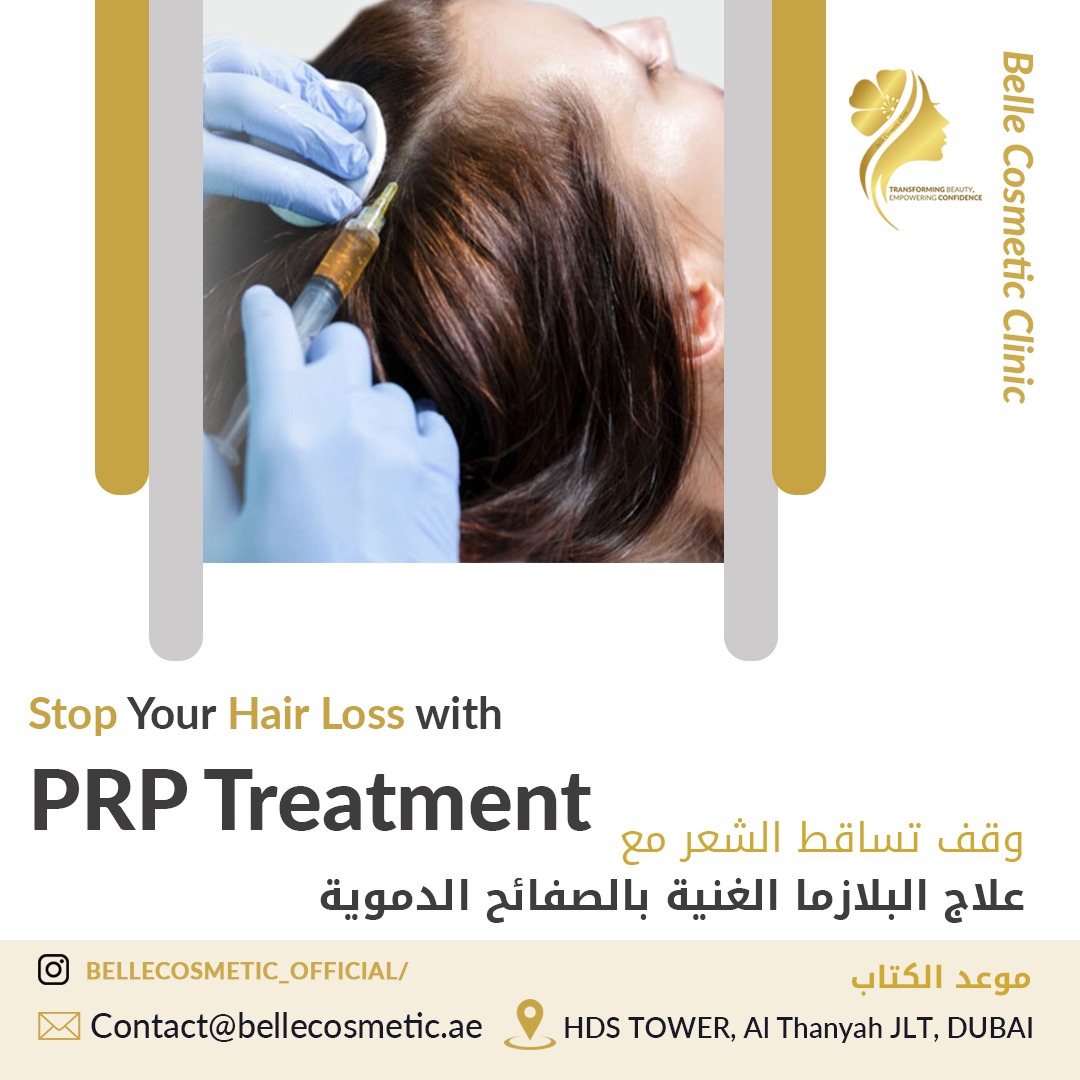 Belle Cosmetic Clinic
TRANSFORMING BEAUTY,
EMPOWERING CONFIDENCE
Stop Your Hair Loss with
PRP Treatment
وقف تساقط الشعر مع
علاج البلازما الغنية بالصفائح الدموية
BELLECOSMETIC_OFFICIAL/
موعد الكتاب
Contact@bellecosmetic.ae
HDS TOWER, Al Thanyah JLT, DUBAI